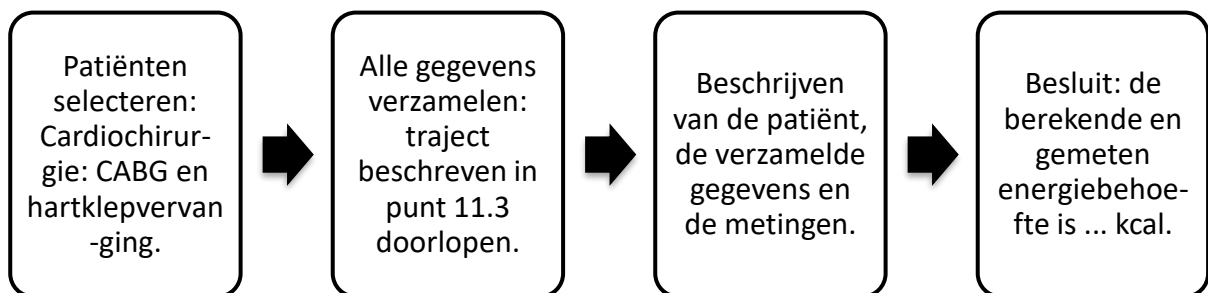 Patiënten
selecteren:
Cardiochirur-
gie: CABG en
hartklepvervan
-ging.
Alle gegevens
verzamelen:
traject
beschreven in
punt 11.3
doorlopen.
Beschrijven
van de patiënt,
de verzamelde
gegevens en
de metingen.
Besluit: de
berekende en
gemeten
energiebehoe-
fte is ... kcal.